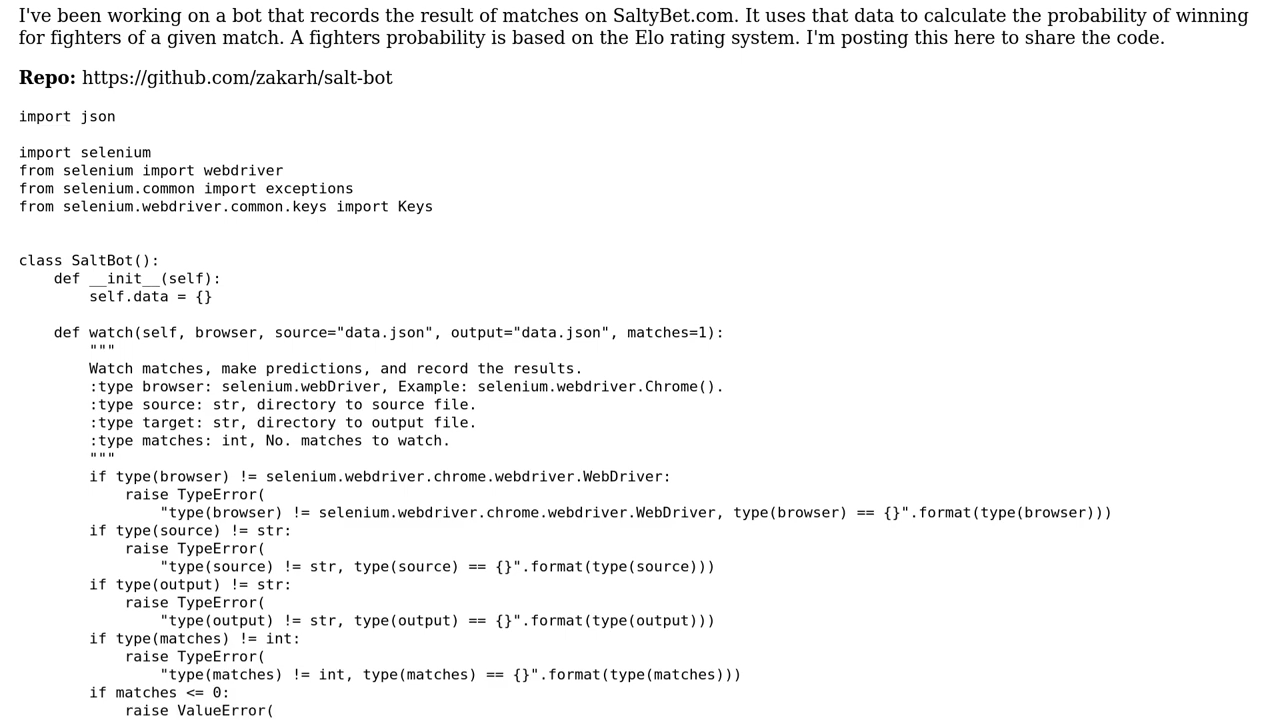 I've been working on a bot that records the result of matches on SaltyBet.com. It uses that data to calculate the probability of winning
for fighters of a given match. A fighters probability is based on the Elo rating system. I'm posting this here to share the code.
Repo: https://github.com/zakarh/salt-bot
import json
import selenium
from selenium import webdriver
from selenium.common import exceptions
from selenium.webdriver.common.keys import Keys
class SaltBot():
    def __init__(self):
        self.data = {}
    def watch(self, browser, source="data.json", output="data.json", matches=1):
        """
        Watch matches, make predictions, and record the results.
        :type browser: selenium.webDriver, Example: selenium.webdriver.Chrome().
        :type source: str, directory to source file.
        :type target: str, directory to output file.
        :type matches: int, No. matches to watch.
        """
        if type(browser) != selenium.webdriver.chrome.webdriver.WebDriver:
            raise TypeError(
                "type(browser) != selenium.webdriver.chrome.webdriver.WebDriver, type(browser) == {}".format(type(browser)))
        if type(source) != str:
            raise TypeError(
                "type(source) != str, type(source) == {}".format(type(source)))
        if type(output) != str:
            raise TypeError(
                "type(output) != str, type(output) == {}".format(type(output)))
        if type(matches) != int:
            raise TypeError(
                "type(matches) != int, type(matches) == {}".format(type(matches)))
        if matches <= 0:
            raise ValueError(